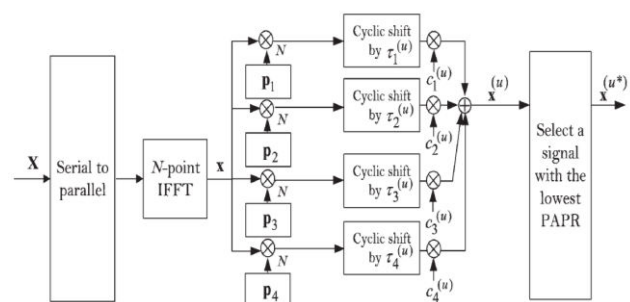 X
Serial to
parallel
N-point
IFFT
x
N
p₁
Cyclic shift
by τ₁⁽ᵘ⁾
c₁⁽ᵘ⁾
N
p₂
Cyclic shift
by τ₂⁽ᵘ⁾
c₂⁽ᵘ⁾
N
p₃
Cyclic shift
by τ₃⁽ᵘ⁾
c₃⁽ᵘ⁾
N
p₄
Cyclic shift
by τ₄⁽ᵘ⁾
c₄⁽ᵘ⁾
x⁽ᵘ⁾
Select a
signal
with the
lowest
PAPR
x⁽ᵘ*⁾